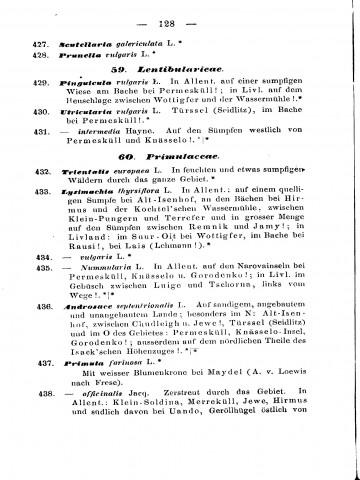 — 128 —
427. Scutellaria galericulata L. *
428. Prunella vulgaris L. *
59. Lentibularieae.
429. Pinguicula vulgaris L. In Allent. auf einer sumpfigen
Wiese am Bache bei Permesküll!; in Livl. auf dem
Heuschlage zwischen Wottigfer und der Wassermühle!. *
430. Utricularia vulgaris L. Türssel (Seidlitz), im Bache
bei Permesküll!. *
431. — intermedia Hayne. Auf den Sümpfen westlich von
Permesküll und Knässelo!. *|
60. Primulaceae.
432. Trientalis europaea L. In feuchten und etwas sumpfigen
Wäldern durch das ganze Gebiet. *
433. Lysimachia thyrsiflora L. In Allent.: auf einem quelli-
gen Sumpfe bei Alt-Isenhof, an den Bächen bei Hir-
mus und der Kochtel'schen Wassermühle, zwischen
Klein-Pungern und Terrefer und in grosser Menge
auf den Sümpfen zwischen Remnik und Jamy!; in
Livland: im Suur-Oit bei Wottigfer, im Bache bei
Rausi!, bei Lais (Lehmann!). *
434. — vulgaris L. *
435. — Nummularia L. In Allent. auf den Narovainseln bei
Permesküll, Knässelo u. Gorodenko!; in Livl. im
Gebüsch zwischen Luige und Tschorna, links vom
Wege!. *|*
436. Androsace septentrionalis L. Auf sandigem, angebautem
und unangebautem Lande; besonders im N: Alt-Isen-
hof, zwischen Chudleigh u. Jewe!, Türssel (Seidlitz)
und im O des Gebietes: Permesküll, Knässelo-Insel,
Gorodenko!; ausserdem auf dem nördlichen Theile des
Isack'schen Höhenzuges!. *|*
437. Primula farinosa L. *
Mit weisser Blumenkrone bei Maydel (A. v. Loewis
nach Frese).
438. — officinalis Jacq. Zerstreut durch das Gebiet. In
Allent.: Klein-Soldina, Merreküll, Jewe, Hirmus
und südlich davon bei Uando, Geröllhügel östlich von